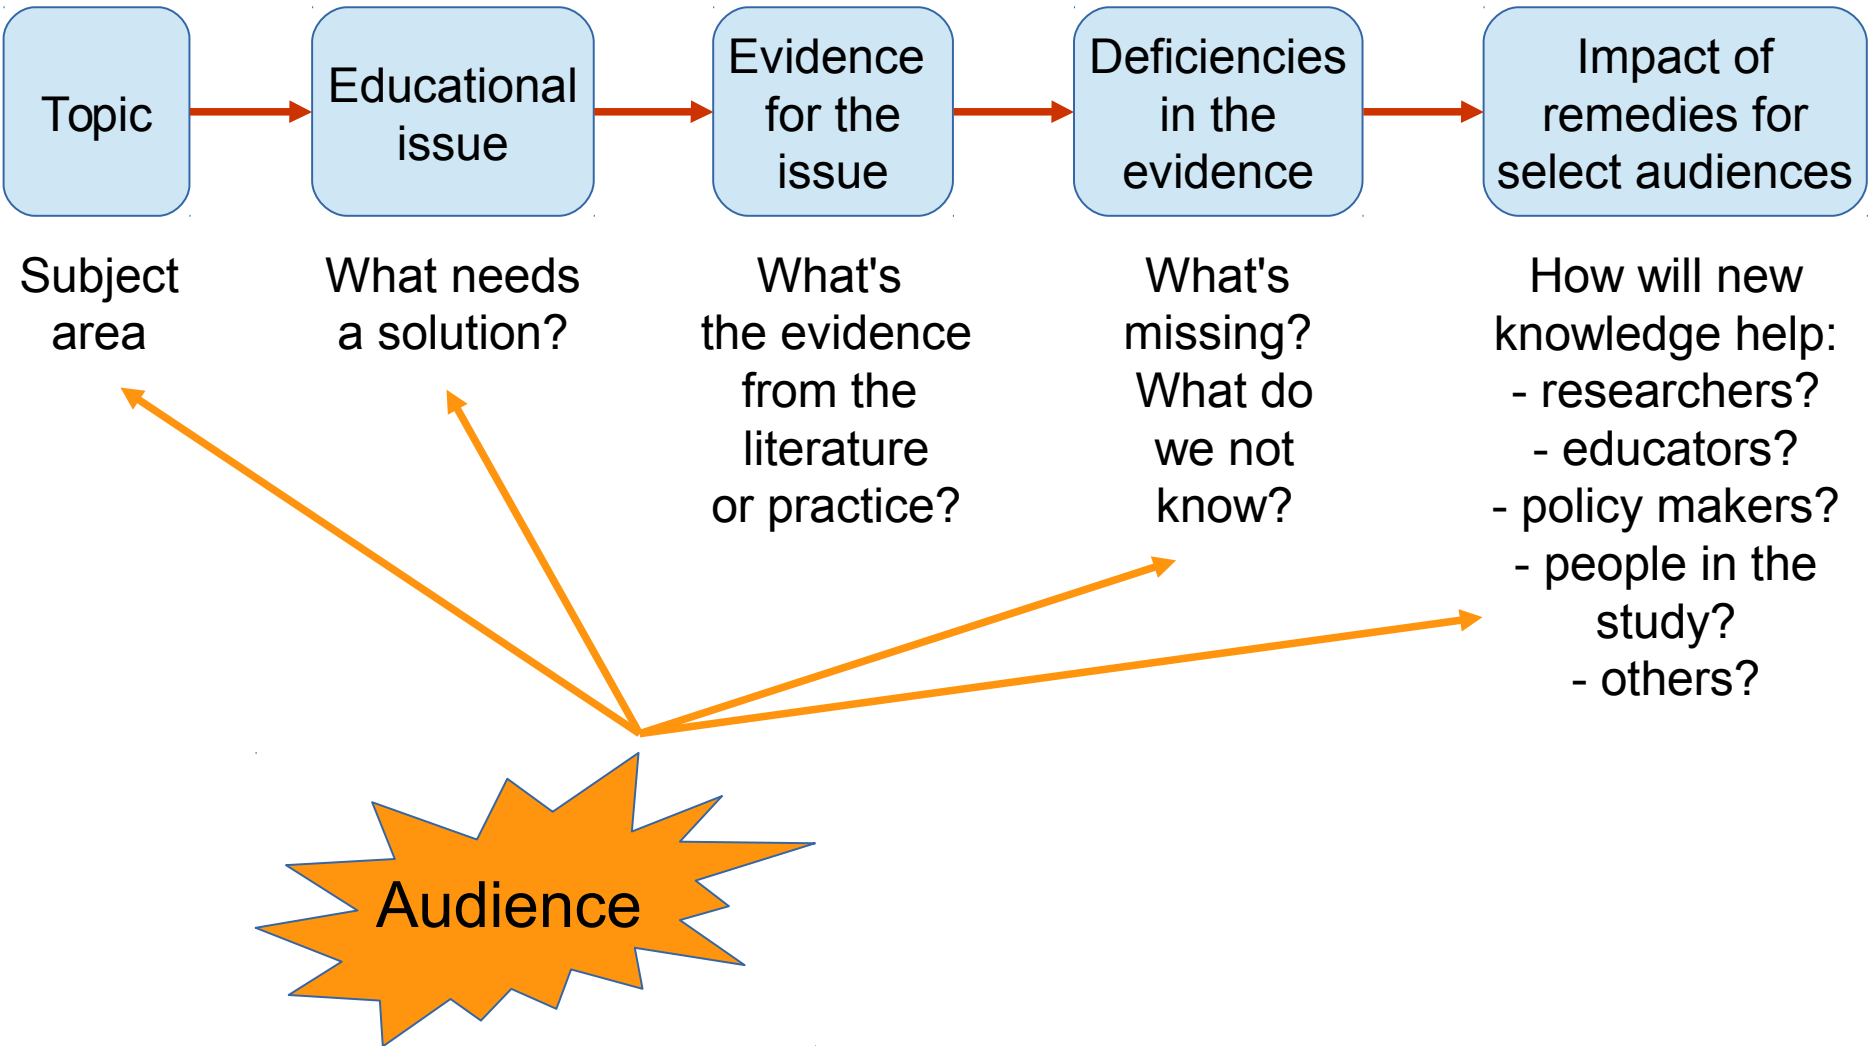 Topic
Educational
issue
Evidence
for the
issue
Deficiencies
in the
evidence
Impact of
remedies for
select audiences
Subject
area
What needs
a solution?
What's
the evidence
from the
literature
or practice?
What's
missing?
What do
we not
know?
How will new
knowledge help:
- researchers?
- educators?
- policy makers?
- people in the
study?
- others?
Audience